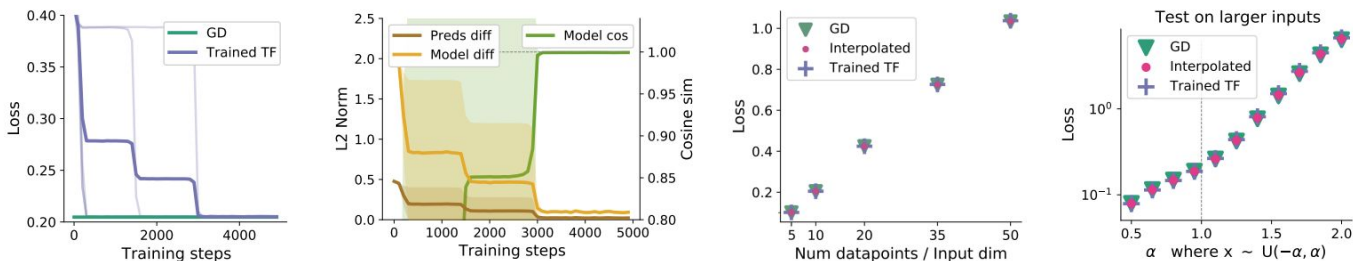 0.40
0.35
0.30
0.25
0.20
Loss
GD
Trained TF
0
2000
4000
Training steps
2.5
2.0
1.5
1.0
0.5
0.0
L2 Norm
Preds diff
Model diff
Model cos
1.00
0.95
0.90
0.85
0.80
Cosine sim
0
1000
2000
3000
4000
5000
Training steps
1.0
0.8
0.6
0.4
0.2
Loss
GD
Interpolated
Trained TF
5
10
20
35
50
Num datapoints / Input dim
Test on larger inputs
GD
Interpolated
Trained TF
10⁰
10⁻¹
Loss
0.5
1.0
1.5
2.0
α where x ~ U(−α, α)